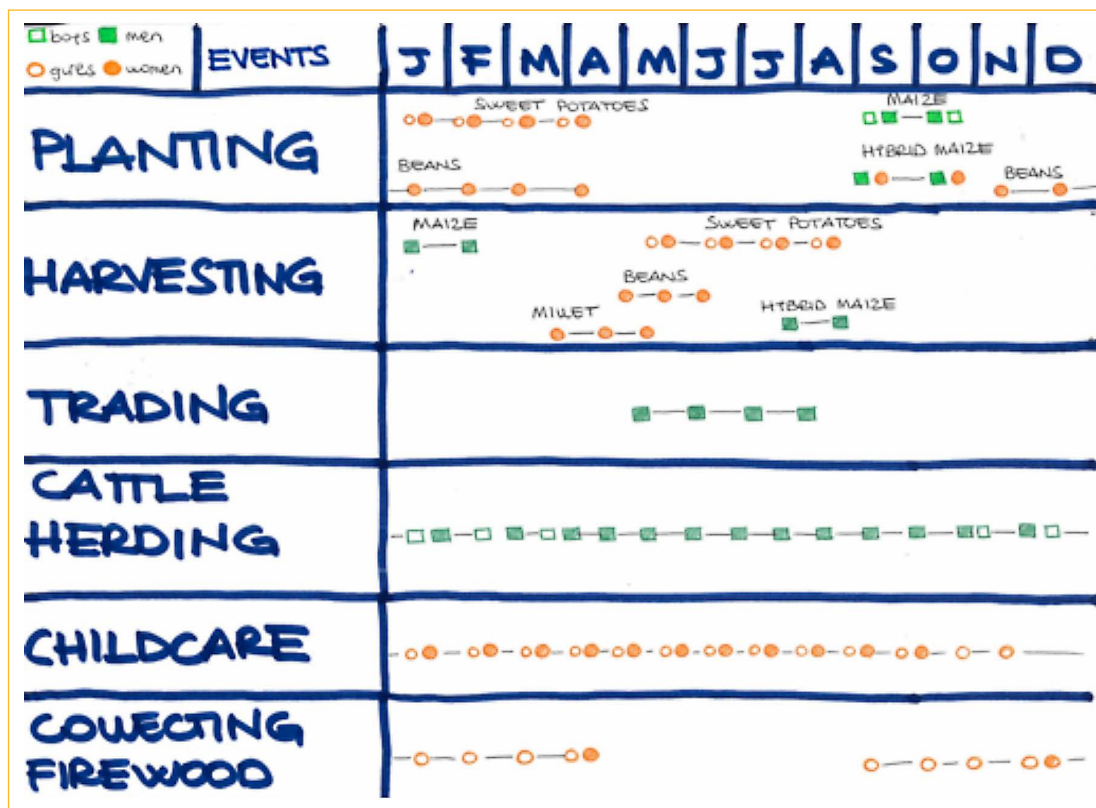 boys men
girls women
EVENTS
J F M A M J J A S O N D
PLANTING
SWEET POTATOES
MAIZE
HYBRID MAIZE
BEANS
BEANS
HARVESTING
MAIZE
SWEET POTATOES
BEANS
MILLET
HYBRID MAIZE
TRADING
CATTLE
HERDING
CHILDCARE
COLLECTING
FIREWOOD